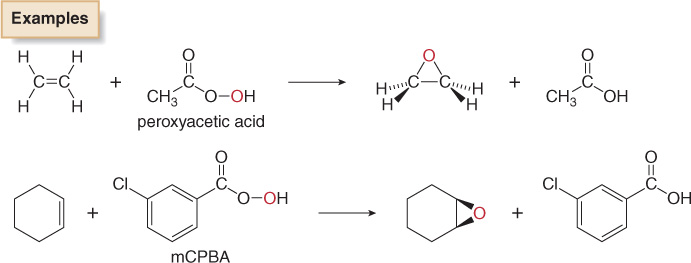 Examples
H H O O
C=C + C C C + C
H H CH3 O–OH H H H H CH3 OH
peroxyacetic acid
O O
Cl C Cl C
+ O–OH O + OH
mCPBA